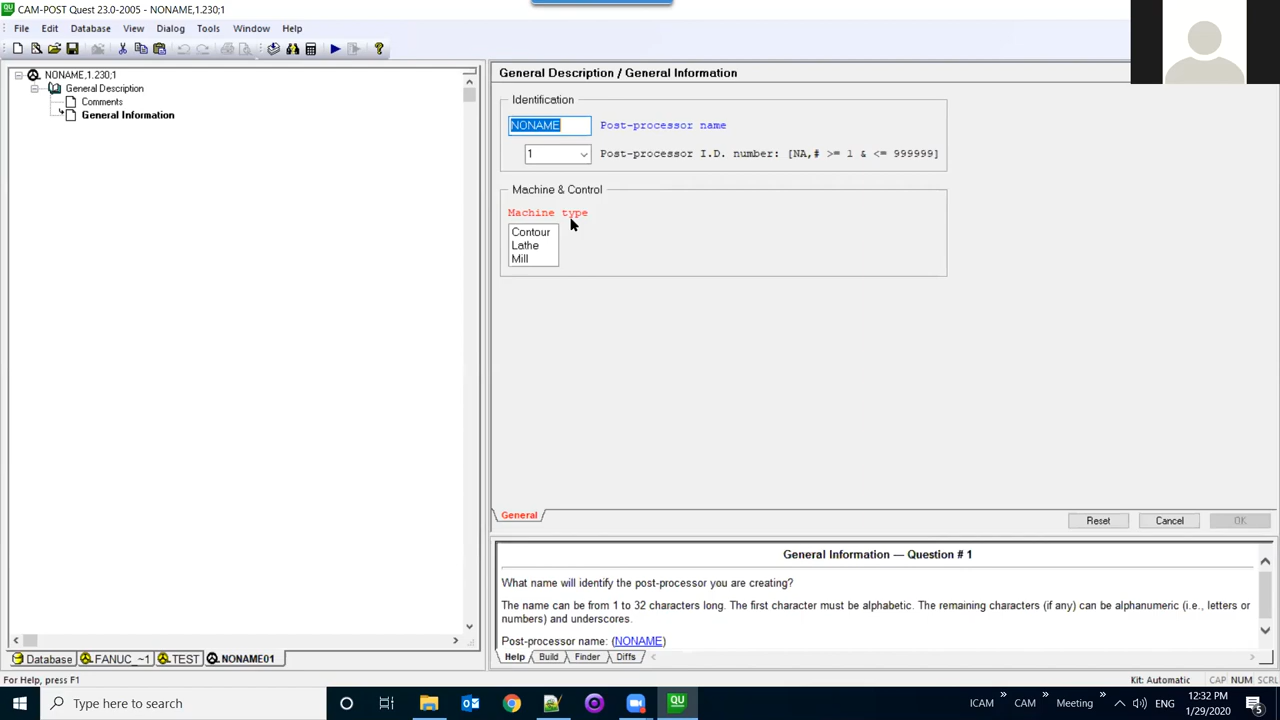 CAM-POST Quest 23.0-2005 - NONAME,1.230;1
File Edit Database View Dialog Tools Window Help
NONAME,1.230;1
General Description
Comments
General Information
General Description / General Information
Identification
NONAME Post-processor name
1 Post-processor I.D. number: [NA,# >= 1 & <= 999999]
Machine & Control
Machine type
Contour
Lathe
Mill
General
Reset Cancel OK
General Information — Question # 1
What name will identify the post-processor you are creating?
The name can be from 1 to 32 characters long. The first character must be alphabetic. The remaining characters (if any) can be alphanumeric (i.e., letters or
numbers) and underscores.
Post-processor name: (NONAME)
Database FANUC_~1 TEST NONAME01
Help Build Finder Diffs
For Help, press F1
Kit: Automatic CAP NUM SCRL
Type here to search
ICAM » CAM » Meeting » ENG
12:32 PM
1/29/2020
5